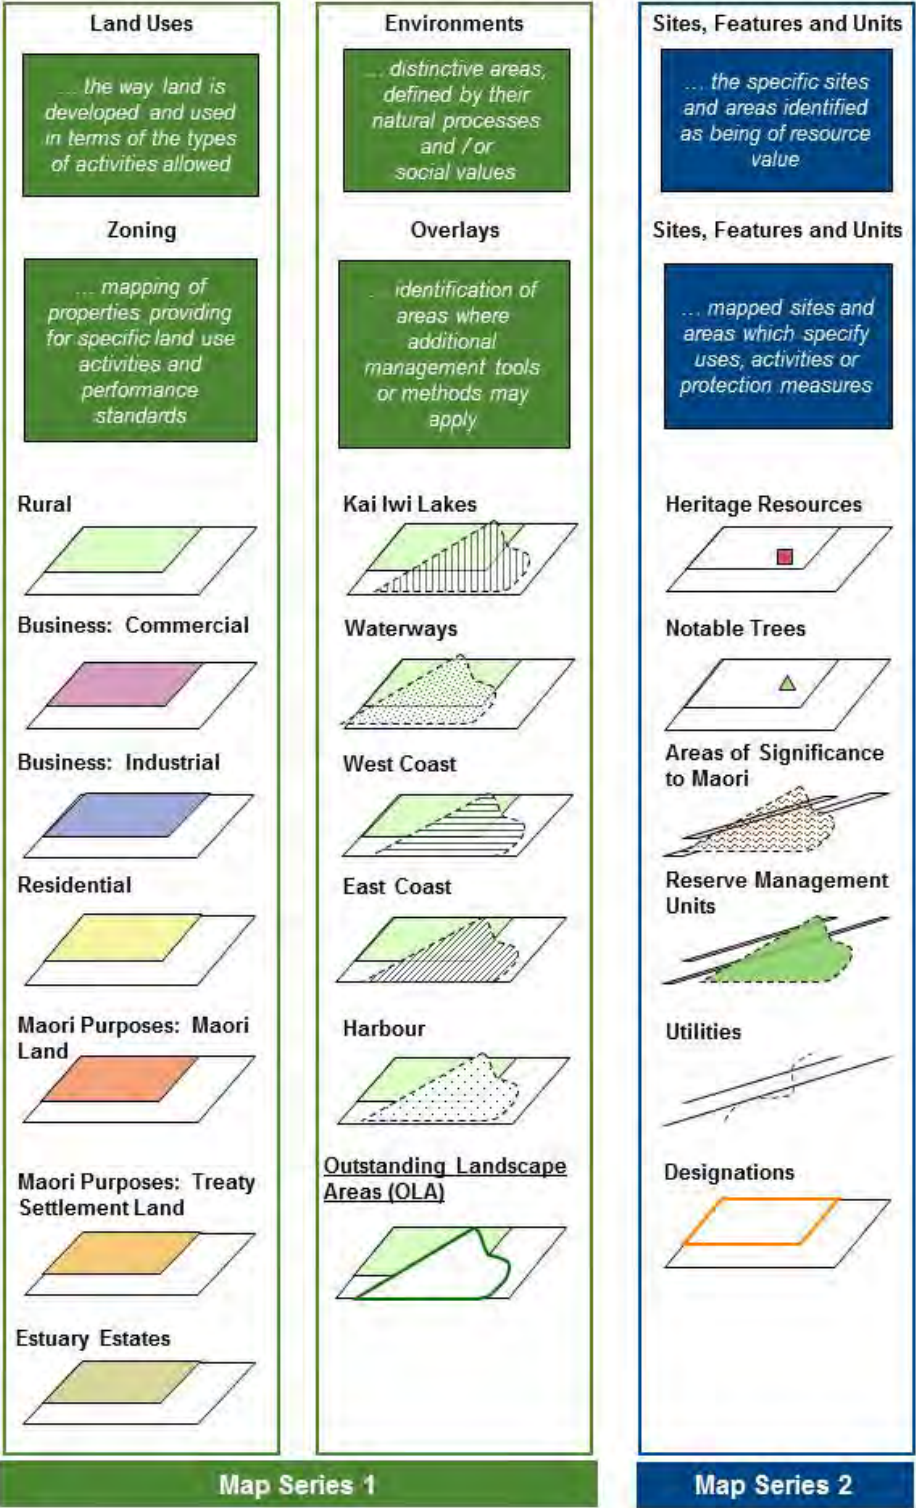 Land Uses
... the way land is
developed and used
in terms of the types
of activities allowed
Zoning
... mapping of
properties providing
for specific land use
activities and
performance
standards
Rural
Business: Commercial
Business: Industrial
Residential
Maori Purposes: Maori
Land
Maori Purposes: Treaty
Settlement Land
Estuary Estates
Environments
... distinctive areas,
defined by their
natural processes
and / or
social values
Overlays
... identification of
areas where
additional
management tools
or methods may
apply
Kai Iwi Lakes
Waterways
West Coast
East Coast
Harbour
Outstanding Landscape
Areas (OLA)
Map Series 1
Sites, Features and Units
... the specific sites
and areas identified
as being of resource
value
Sites, Features and Units
... mapped sites and
areas which specify
uses, activities or
protection measures
Heritage Resources
Notable Trees
Areas of Significance
to Maori
Reserve Management
Units
Utilities
Designations
Map Series 2